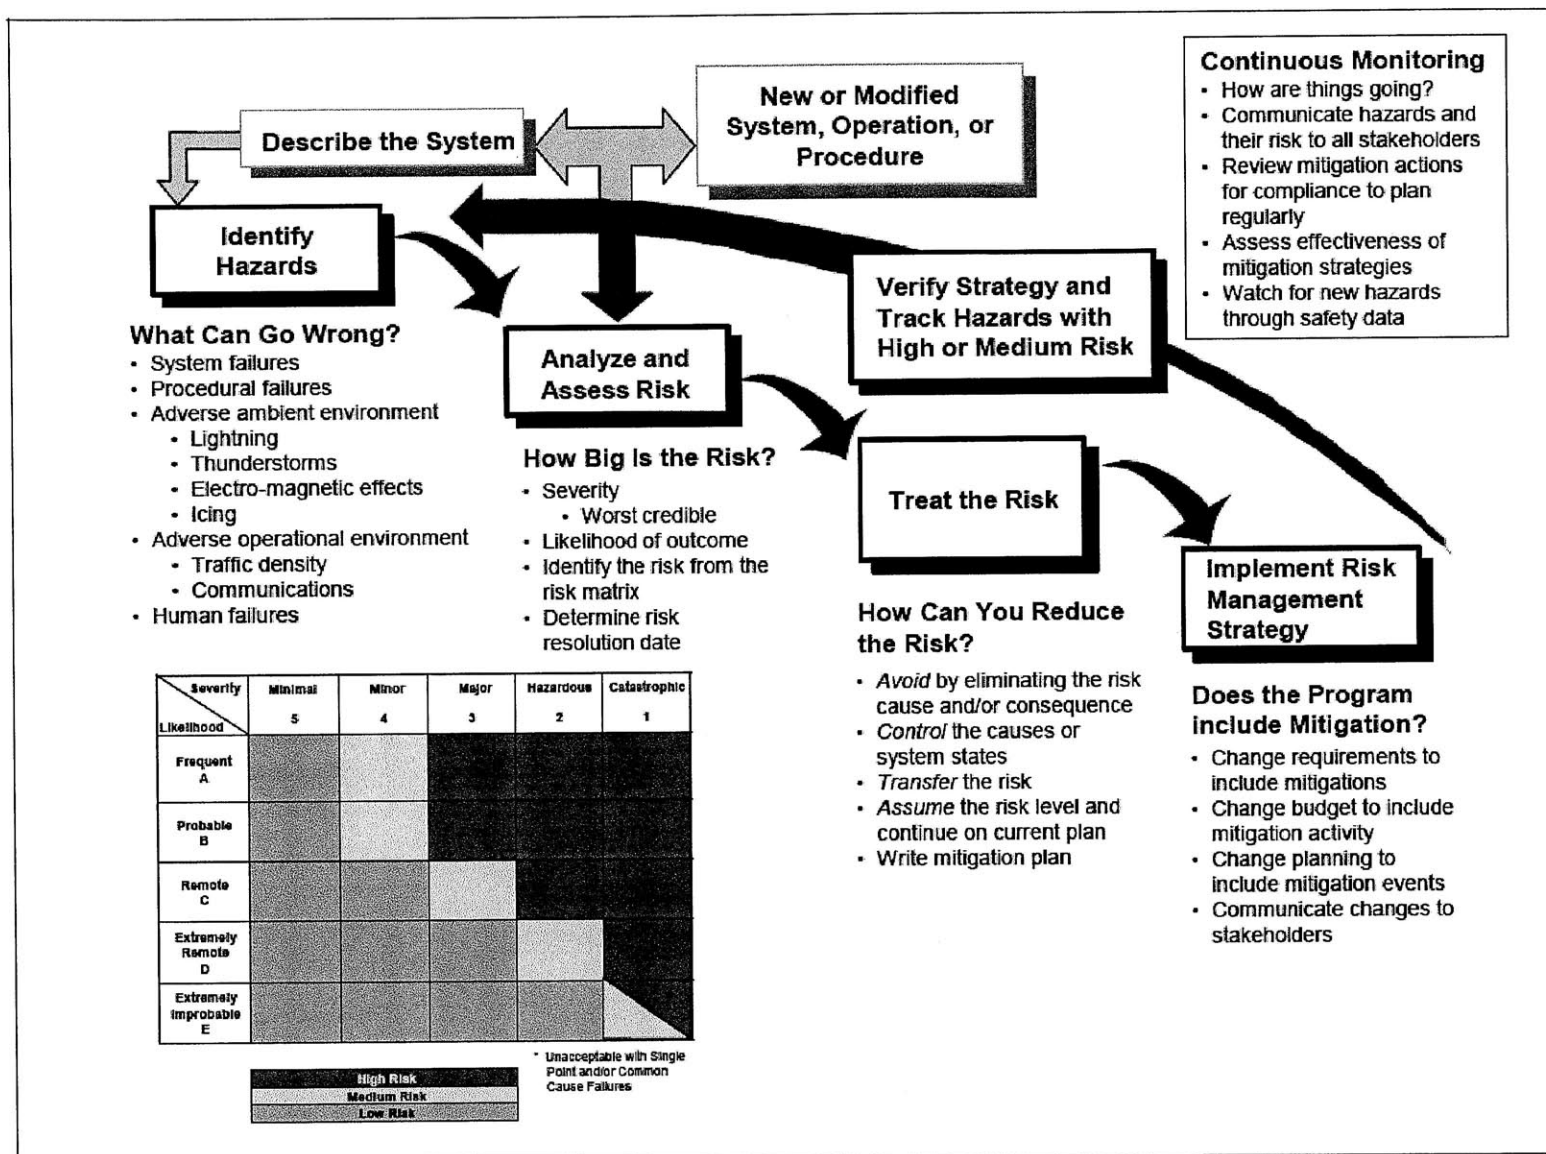 Continuous Monitoring
• How are things going?
• Communicate hazards and
their risk to all stakeholders
• Review mitigation actions
for compliance to plan
regularly
• Assess effectiveness of
mitigation strategies
• Watch for new hazards
through safety data
New or Modified
System, Operation, or
Procedure
Describe the System
Identify
Hazards
What Can Go Wrong?
• System failures
• Procedural failures
• Adverse ambient environment
• Lightning
• Thunderstorms
• Electro-magnetic effects
• Icing
• Adverse operational environment
• Traffic density
• Communications
• Human failures
Analyze and
Assess Risk
How Big Is the Risk?
• Severity
• Worst credible
• Likelihood of outcome
• Identify the risk from the
risk matrix
• Determine risk
resolution date
Verify Strategy and
Track Hazards with
High or Medium Risk
Treat the Risk
How Can You Reduce
the Risk?
• Avoid by eliminating the risk
cause and/or consequence
• Control the causes or
system states
• Transfer the risk
• Assume the risk level and
continue on current plan
• Write mitigation plan
Implement Risk
Management
Strategy
Does the Program
include Mitigation?
• Change requirements to
include mitigations
• Change budget to include
mitigation activity
• Change planning to
include mitigation events
• Communicate changes to
stakeholders
Severity Minimal Minor Major Hazardous Catastrophic
5 4 3 2 1
Likelihood
Frequent
A
Probable
B
Remote
C
Extremely
Remote
D
Extremely
Improbable
E
High Risk
Medium Risk
Low Risk
* Unacceptable with Single
Point and/or Common
Cause Failures